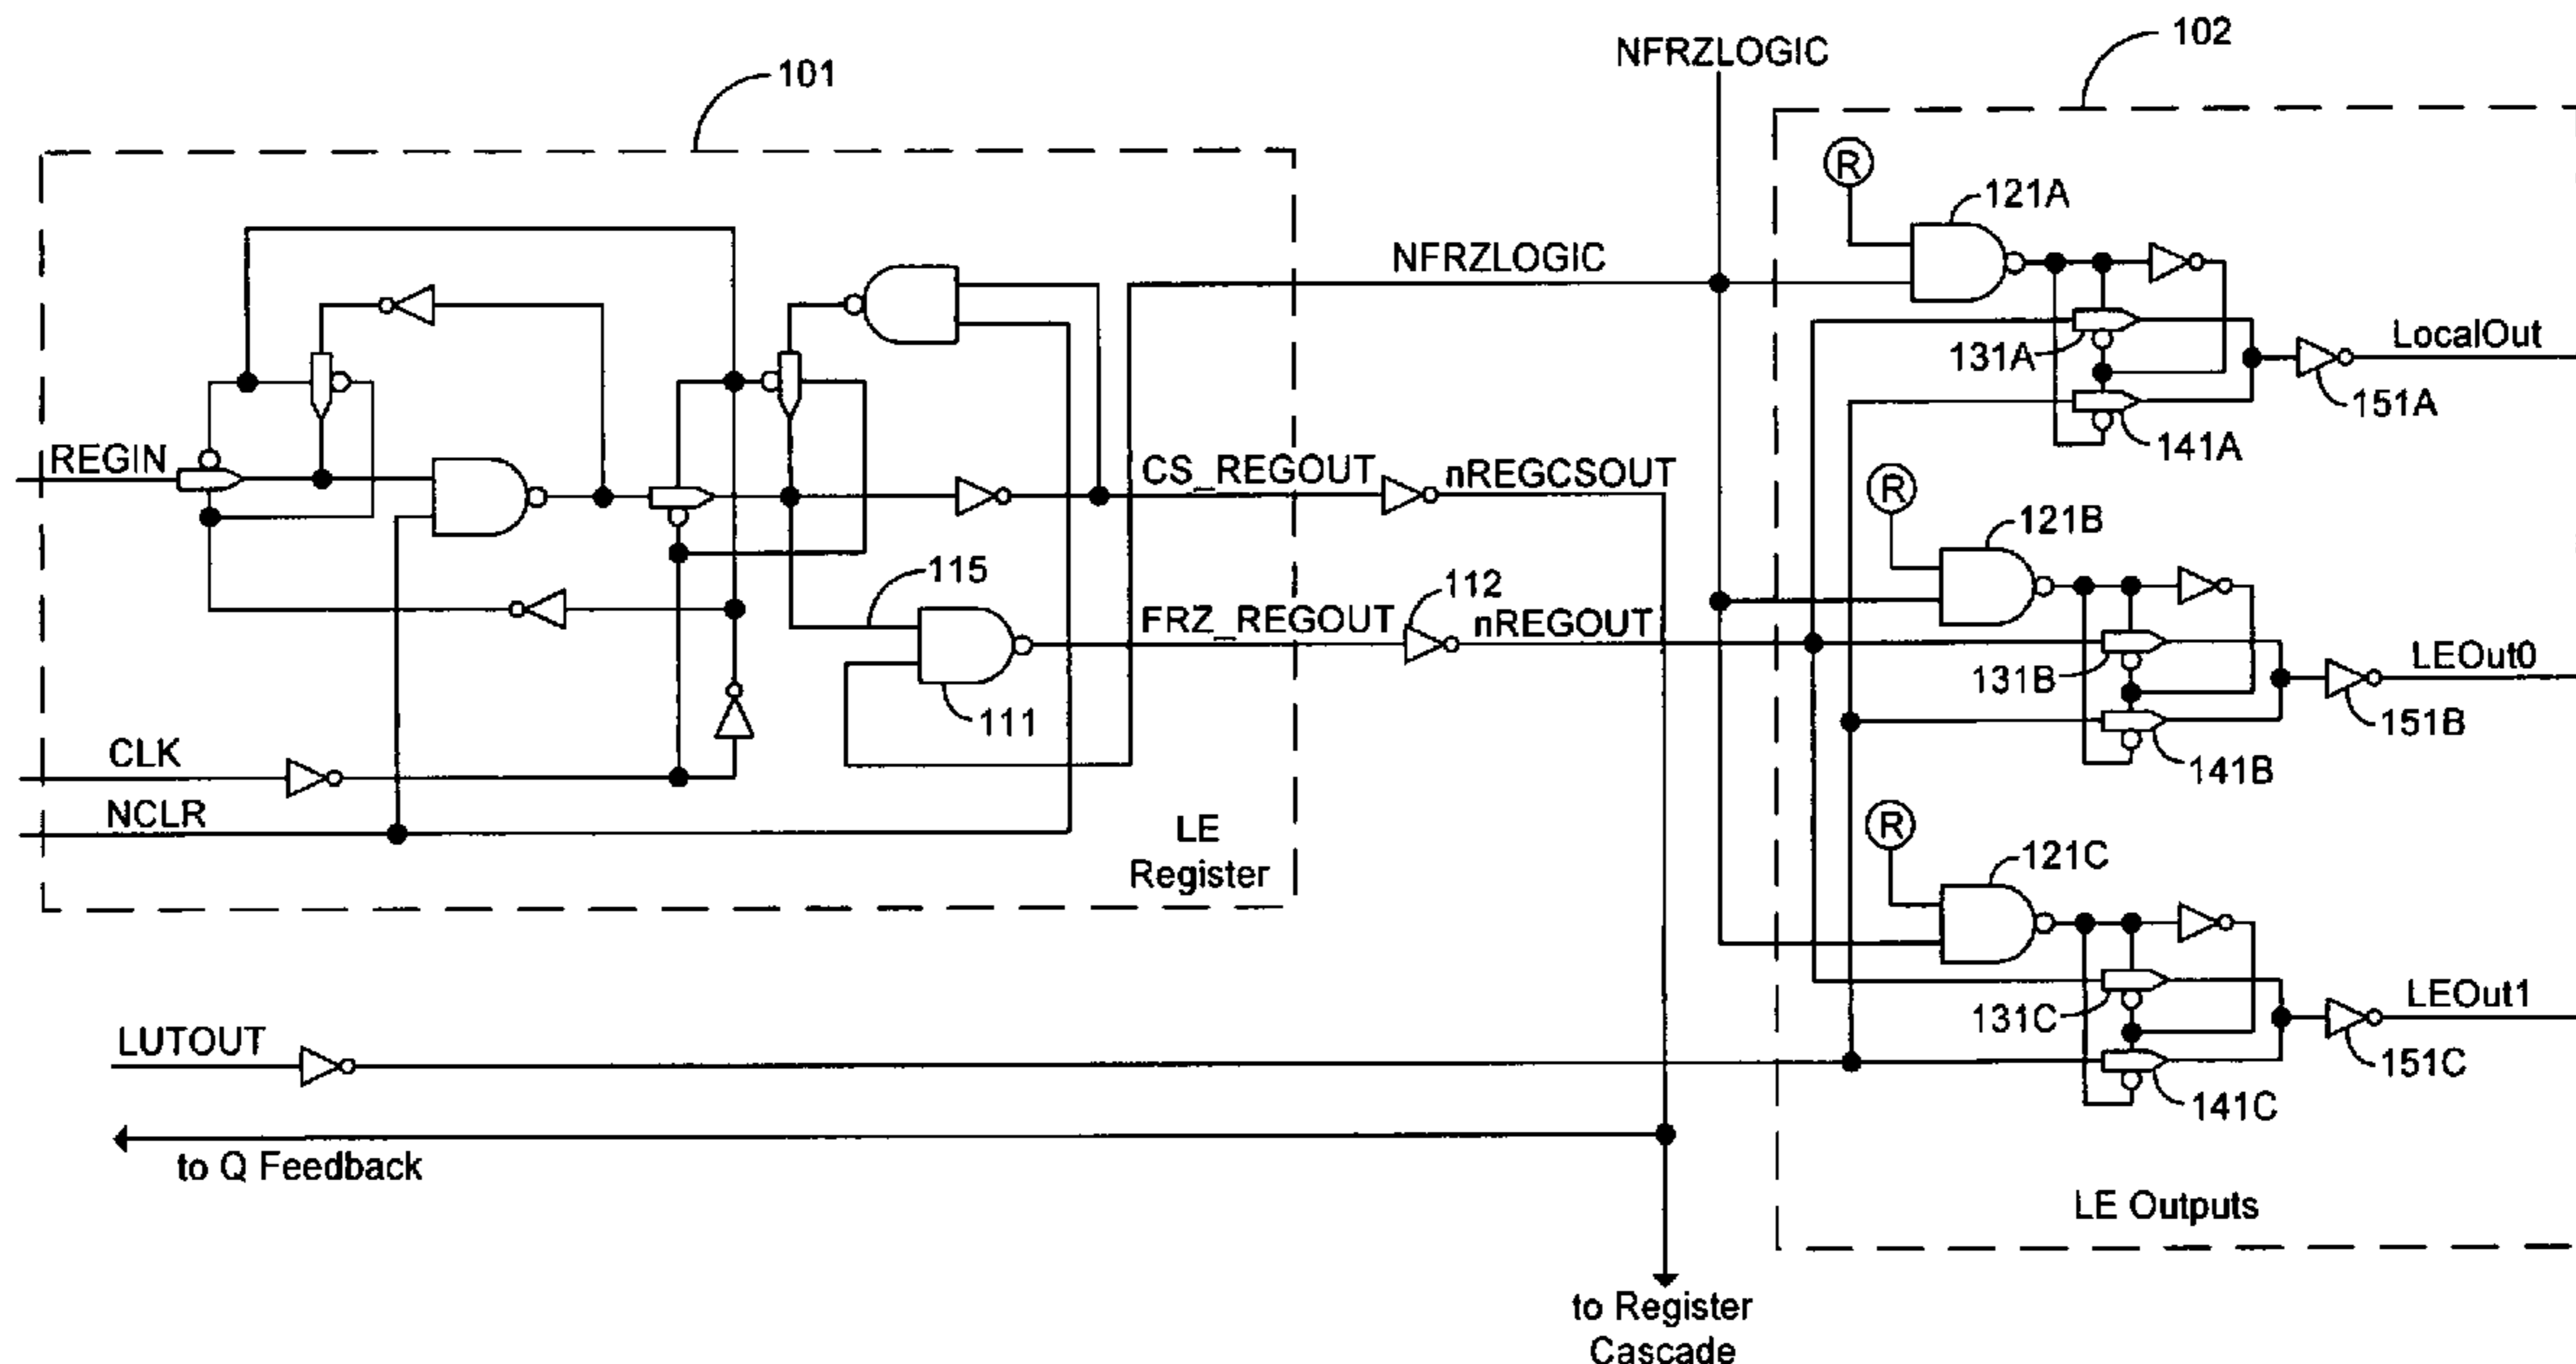 102
NFRZLOGIC
101
R
121A
NFRZLOGIC
131A
LocalOut
151A
141A
REGIN
CS_REGOUT
nREGCSOUT
R
121B
115
FRZ_REGOUT
112
nREGOUT
131B
LEOut0
151B
111
141B
CLK
NCLR
LE
Register
R
121C
131C
LEOut1
151C
141C
LUTOUT
to Q Feedback
LE Outputs
to Register
Cascade